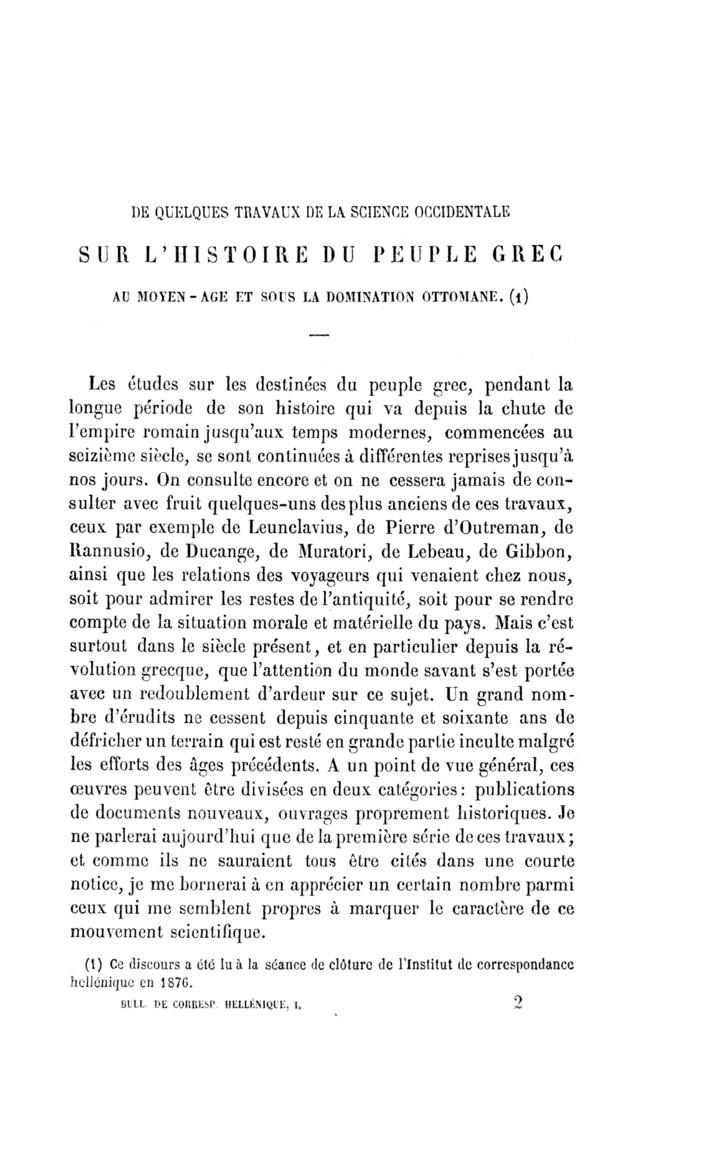 DE QUELQUES TRAVAUX DE LA SCIENCE OCCIDENTALE
SUR L'HISTOIRE DU PEUPLE GREC
AU MOYEN-AGE ET SOUS LA DOMINATION OTTOMANE. (1)
Les études sur les destinées du peuple grec, pendant la
longue période de son histoire qui va depuis la chute de
l'empire romain jusqu'aux temps modernes, commencées au
seizième siècle, se sont continuées à différentes reprises jusqu'à
nos jours. On consulte encore et on ne cessera jamais de con-
sulter avec fruit quelques-uns des plus anciens de ces travaux,
ceux par exemple de Leunclavius, de Pierre d'Outreman, de
Rannusio, de Ducange, de Muratori, de Lebeau, de Gibbon,
ainsi que les relations des voyageurs qui venaient chez nous,
soit pour admirer les restes de l'antiquité, soit pour se rendre
compte de la situation morale et matérielle du pays. Mais c'est
surtout dans le siècle présent, et en particulier depuis la ré-
volution grecque, que l'attention du monde savant s'est portée
avec un redoublement d'ardeur sur ce sujet. Un grand nom-
bre d'érudits ne cessent depuis cinquante et soixante ans de
défricher un terrain qui est resté en grande partie inculte malgré
les efforts des âges précédents. A un point de vue général, ces
œuvres peuvent être divisées en deux catégories: publications
de documents nouveaux, ouvrages proprement historiques. Je
ne parlerai aujourd'hui que de la première série de ces travaux;
et comme ils ne sauraient tous être cités dans une courte
notice, je me bornerai à en apprécier un certain nombre parmi
ceux qui me semblent propres à marquer le caractère de ce
mouvement scientifique.
(1) Ce discours a été lu à la séance de clôture de l'Institut de correspondance
hellénique en 1876.
BULL. DE CORRESP. HELLÉNIQUE, I. 2